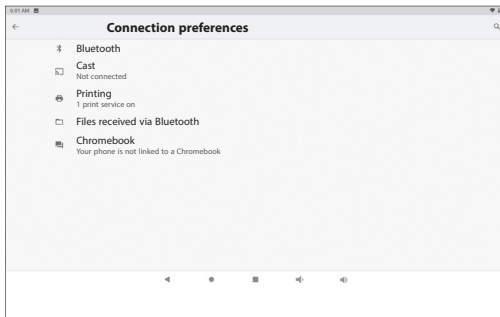 6:01 AM
Connection preferences
Bluetooth
Cast
Not connected
Printing
1 print service on
Files received via Bluetooth
Chromebook
Your phone is not linked to a Chromebook